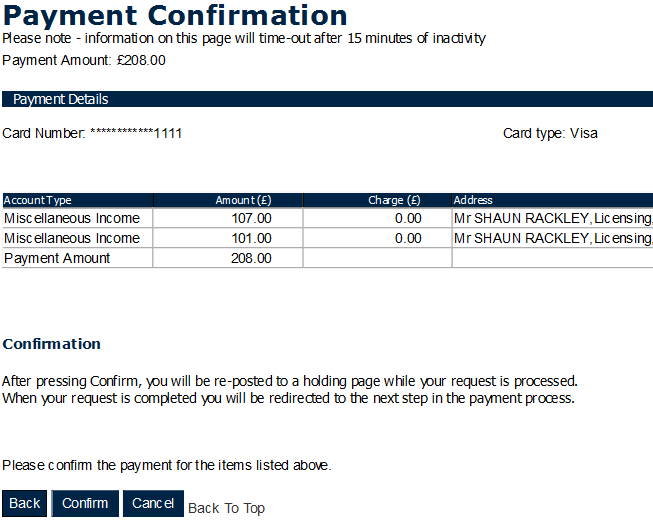 Payment Confirmation
Please note - information on this page will time-out after 15 minutes of inactivity
Payment Amount: £208.00
Payment Details
Card Number: ************1111 Card type: Visa
Account Type Amount (£) Charge (£) Address
Miscellaneous Income 107.00 0.00 Mr SHAUN RACKLEY, Licensing,
Miscellaneous Income 101.00 0.00 Mr SHAUN RACKLEY, Licensing,
Payment Amount 208.00
Confirmation
After pressing Confirm, you will be re-posted to a holding page while your request is processed.
When your request is completed you will be redirected to the next step in the payment process.
Please confirm the payment for the items listed above.
Back Confirm Cancel Back To Top